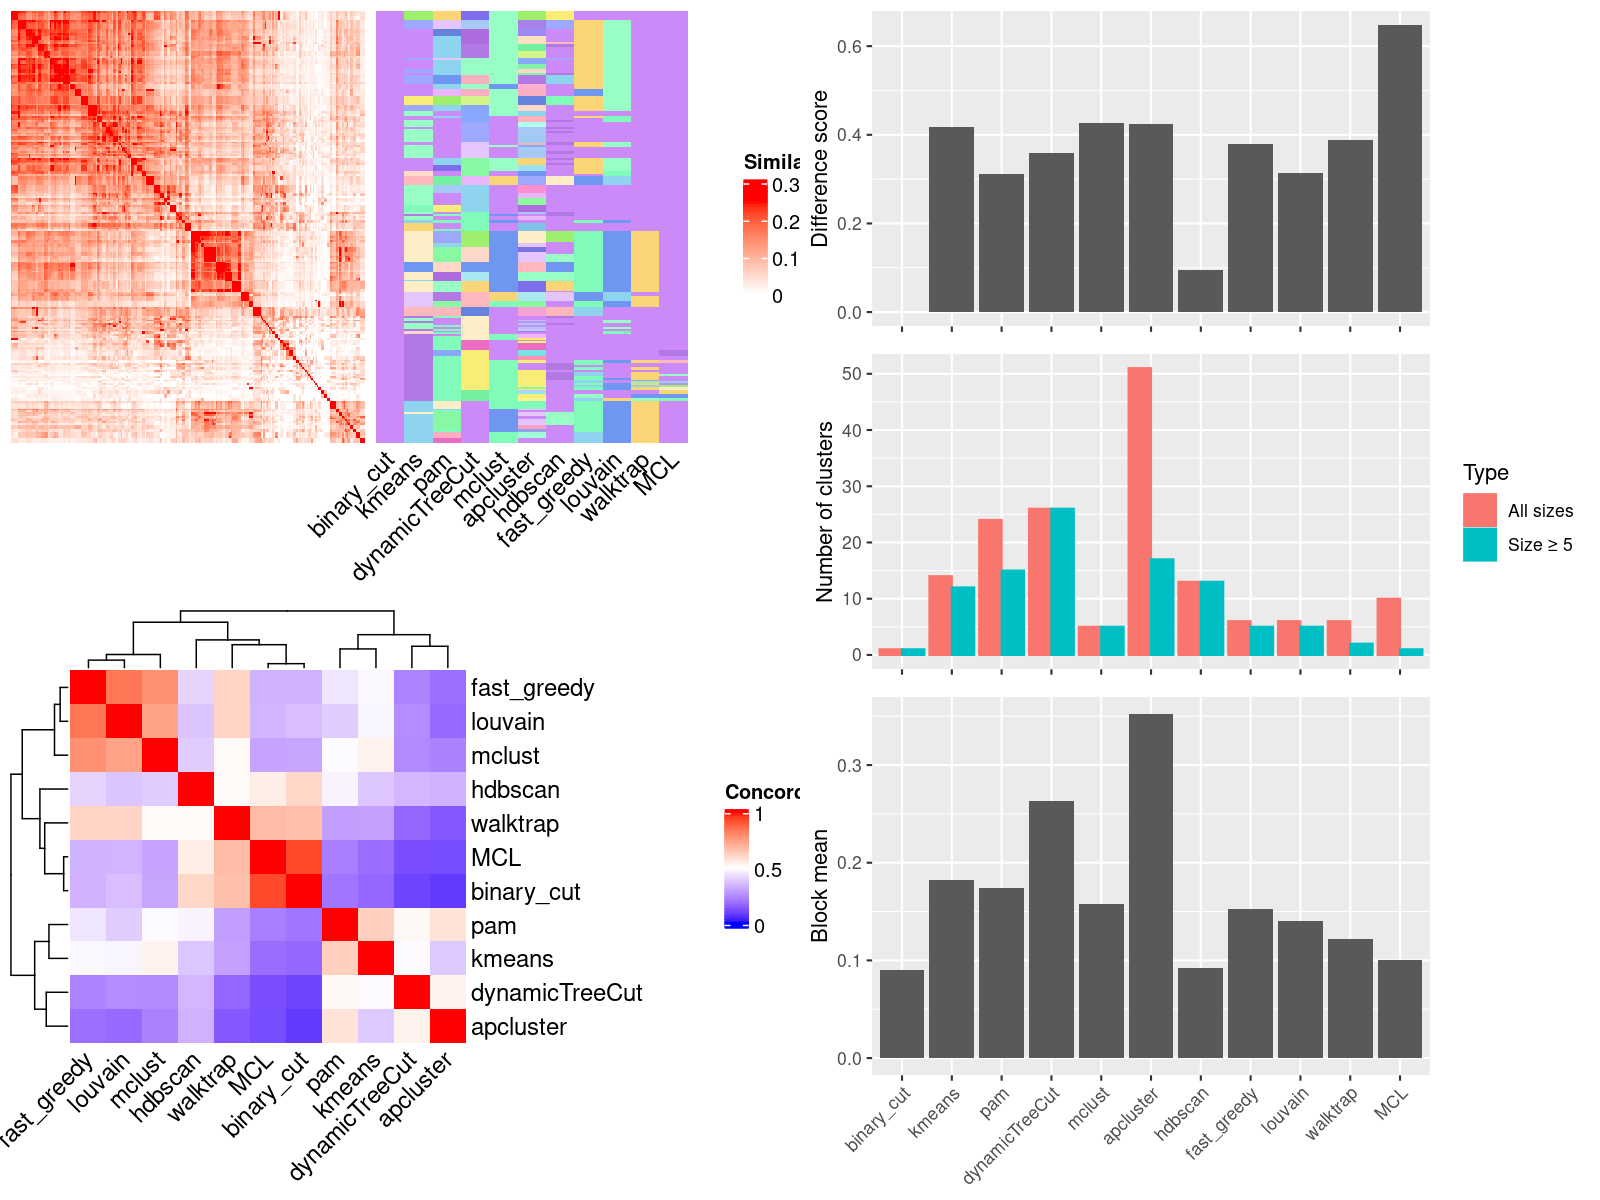 Simila
0.3
0.2
0.1
0
binary_cut
kmeans
pam
dynamicTreeCut
mclust
apcluster
hdbscan
fast_greedy
louvain
walktrap
MCL
fast_greedy
louvain
mclust
hdbscan
walktrap
MCL
binary_cut
pam
kmeans
dynamicTreeCut
apcluster
Concord
1
0.5
0
fast_greedy
louvain
mclust
hdbscan
walktrap
MCL
binary_cut
pam
kmeans
dynamicTreeCut
apcluster
Difference score
0.6
0.4
0.2
0.0
Number of clusters
50
40
30
20
10
0
Type
All sizes
Size ≥ 5
Block mean
0.3
0.2
0.1
0.0
binary_cut
kmeans
pam
dynamicTreeCut
mclust
apcluster
hdbscan
fast_greedy
louvain
walktrap
MCL